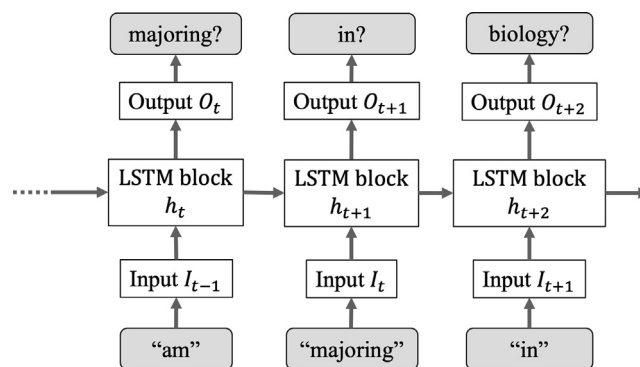 majoring? in? biology?
Output O_t Output O_{t+1} Output O_{t+2}
LSTM block LSTM block LSTM block
h_t h_{t+1} h_{t+2}
Input I_{t-1} Input I_t Input I_{t+1}
“am” “majoring” “in”